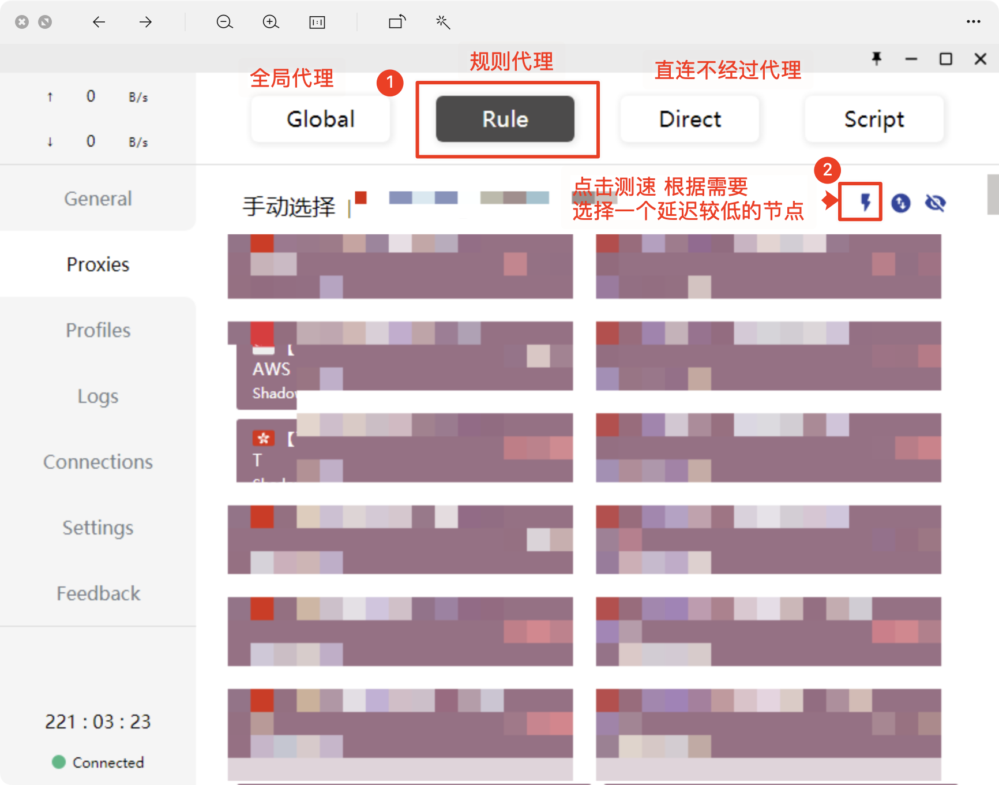 规则代理
全局代理
1
直连不经过代理
↑ 0 B/s
Global
Rule
Direct
Script
↓ 0 B/s
2
General
手动选择 |
点击测速 根据需要
选择一个延迟较低的节点
Proxies
Profiles
【
AWS
Logs
【
T
Connections
Settings
Feedback
221 : 03 : 23
Connected